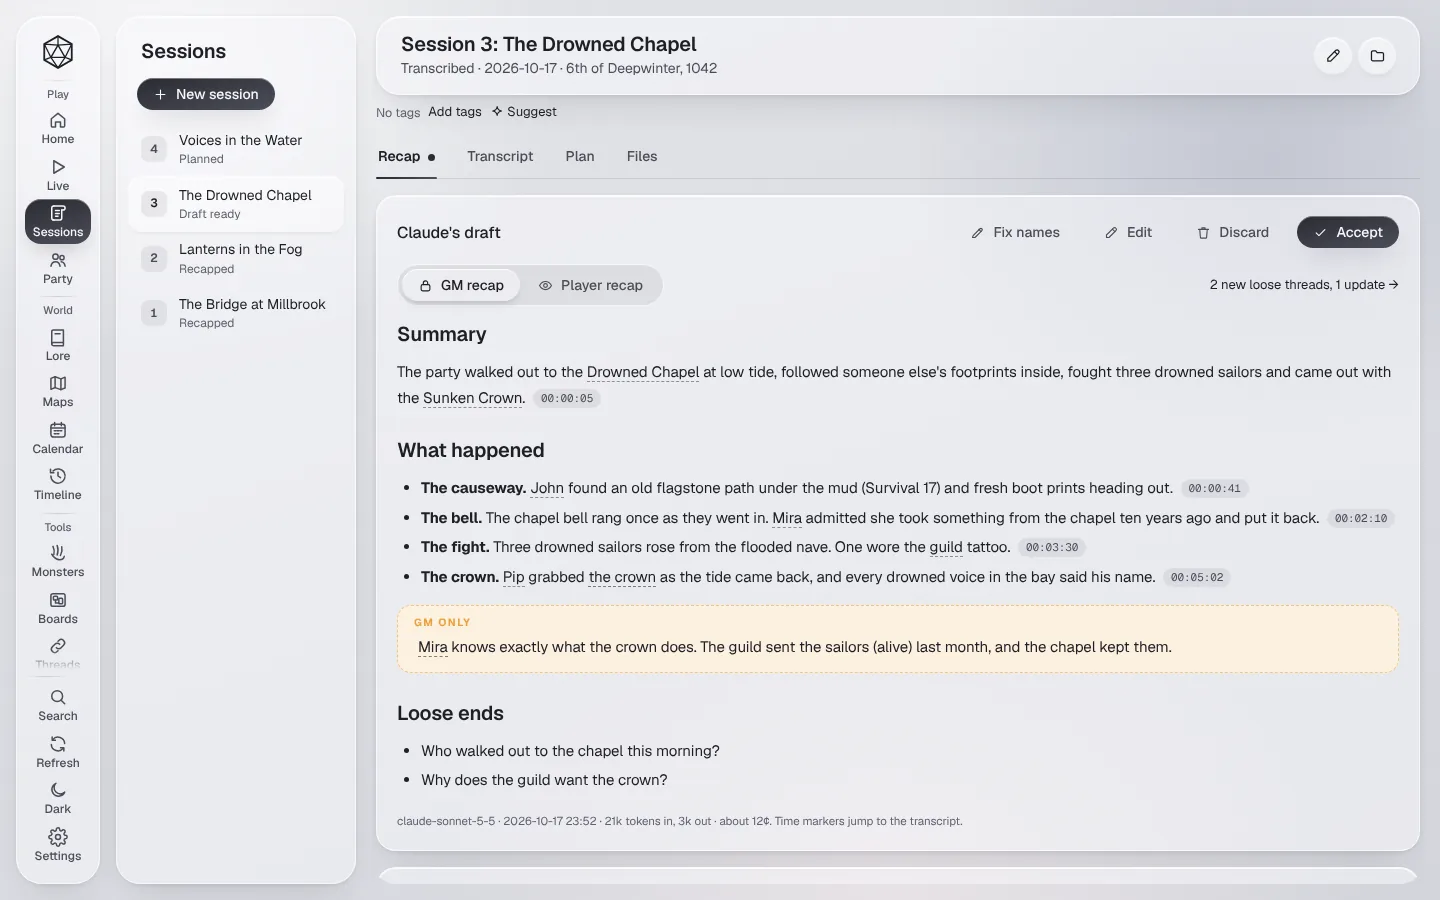 Play
Home
Live
Sessions
Party
World
Lore
Maps
Calendar
Timeline
Tools
Monsters
Boards
Threads
Search
Refresh
Dark
Settings
Sessions
+ New session
4
Voices in the Water
Planned
3
The Drowned Chapel
Draft ready
2
Lanterns in the Fog
Recapped
1
The Bridge at Millbrook
Recapped
Session 3: The Drowned Chapel
Transcribed · 2026-10-17 · 6th of Deepwinter, 1042
No tags Add tags Suggest
Recap Transcript Plan Files
Claude's draft
Fix names Edit Discard Accept
GM recap Player recap
2 new loose threads, 1 update →
Summary
The party walked out to the Drowned Chapel at low tide, followed someone else's footprints inside, fought three drowned sailors and came out with
the Sunken Crown. 00:00:05
What happened
• The causeway. John found an old flagstone path under the mud (Survival 17) and fresh boot prints heading out. 00:00:41
• The bell. The chapel bell rang once as they went in. Mira admitted she took something from the chapel ten years ago and put it back. 00:02:10
• The fight. Three drowned sailors rose from the flooded nave. One wore the guild tattoo. 00:03:30
• The crown. Pip grabbed the crown as the tide came back, and every drowned voice in the bay said his name. 00:05:02
GM ONLY
Mira knows exactly what the crown does. The guild sent the sailors (alive) last month, and the chapel kept them.
Loose ends
• Who walked out to the chapel this morning?
• Why does the guild want the crown?
claude-sonnet-5-5 · 2026-10-17 23:52 · 21k tokens in, 3k out · about 12¢. Time markers jump to the transcript.